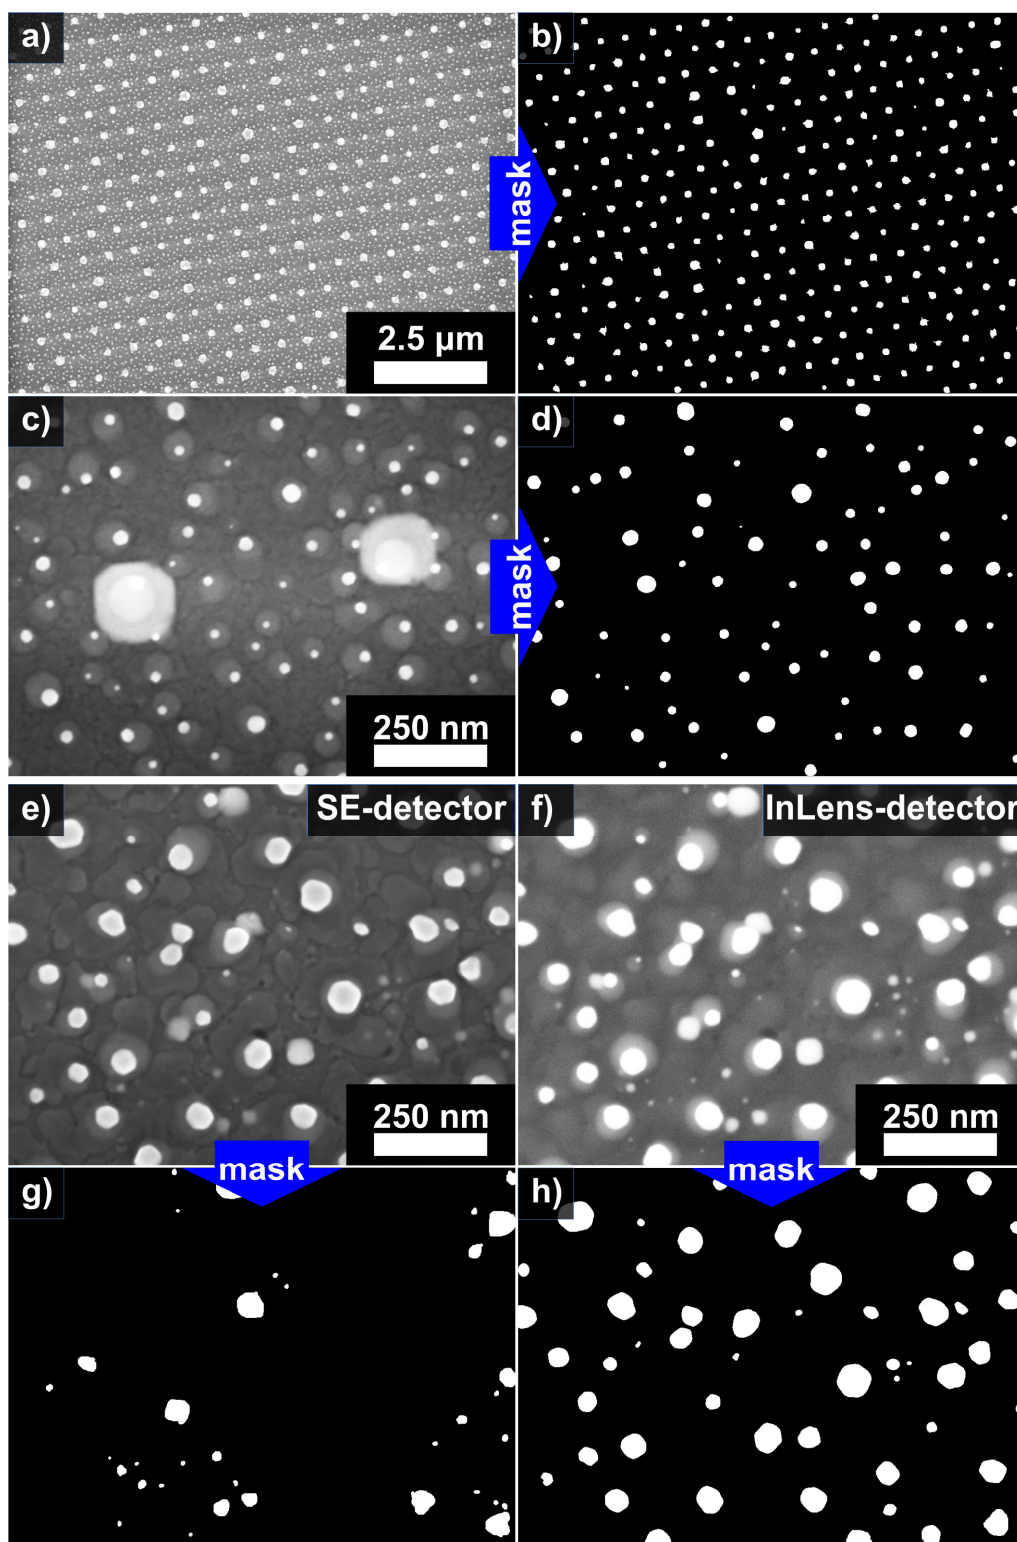 a)
b)
mask
2.5 µm
c)
d)
mask
250 nm
e)
SE-detector
f)
InLens-detector
250 nm
250 nm
mask
mask
g)
h)